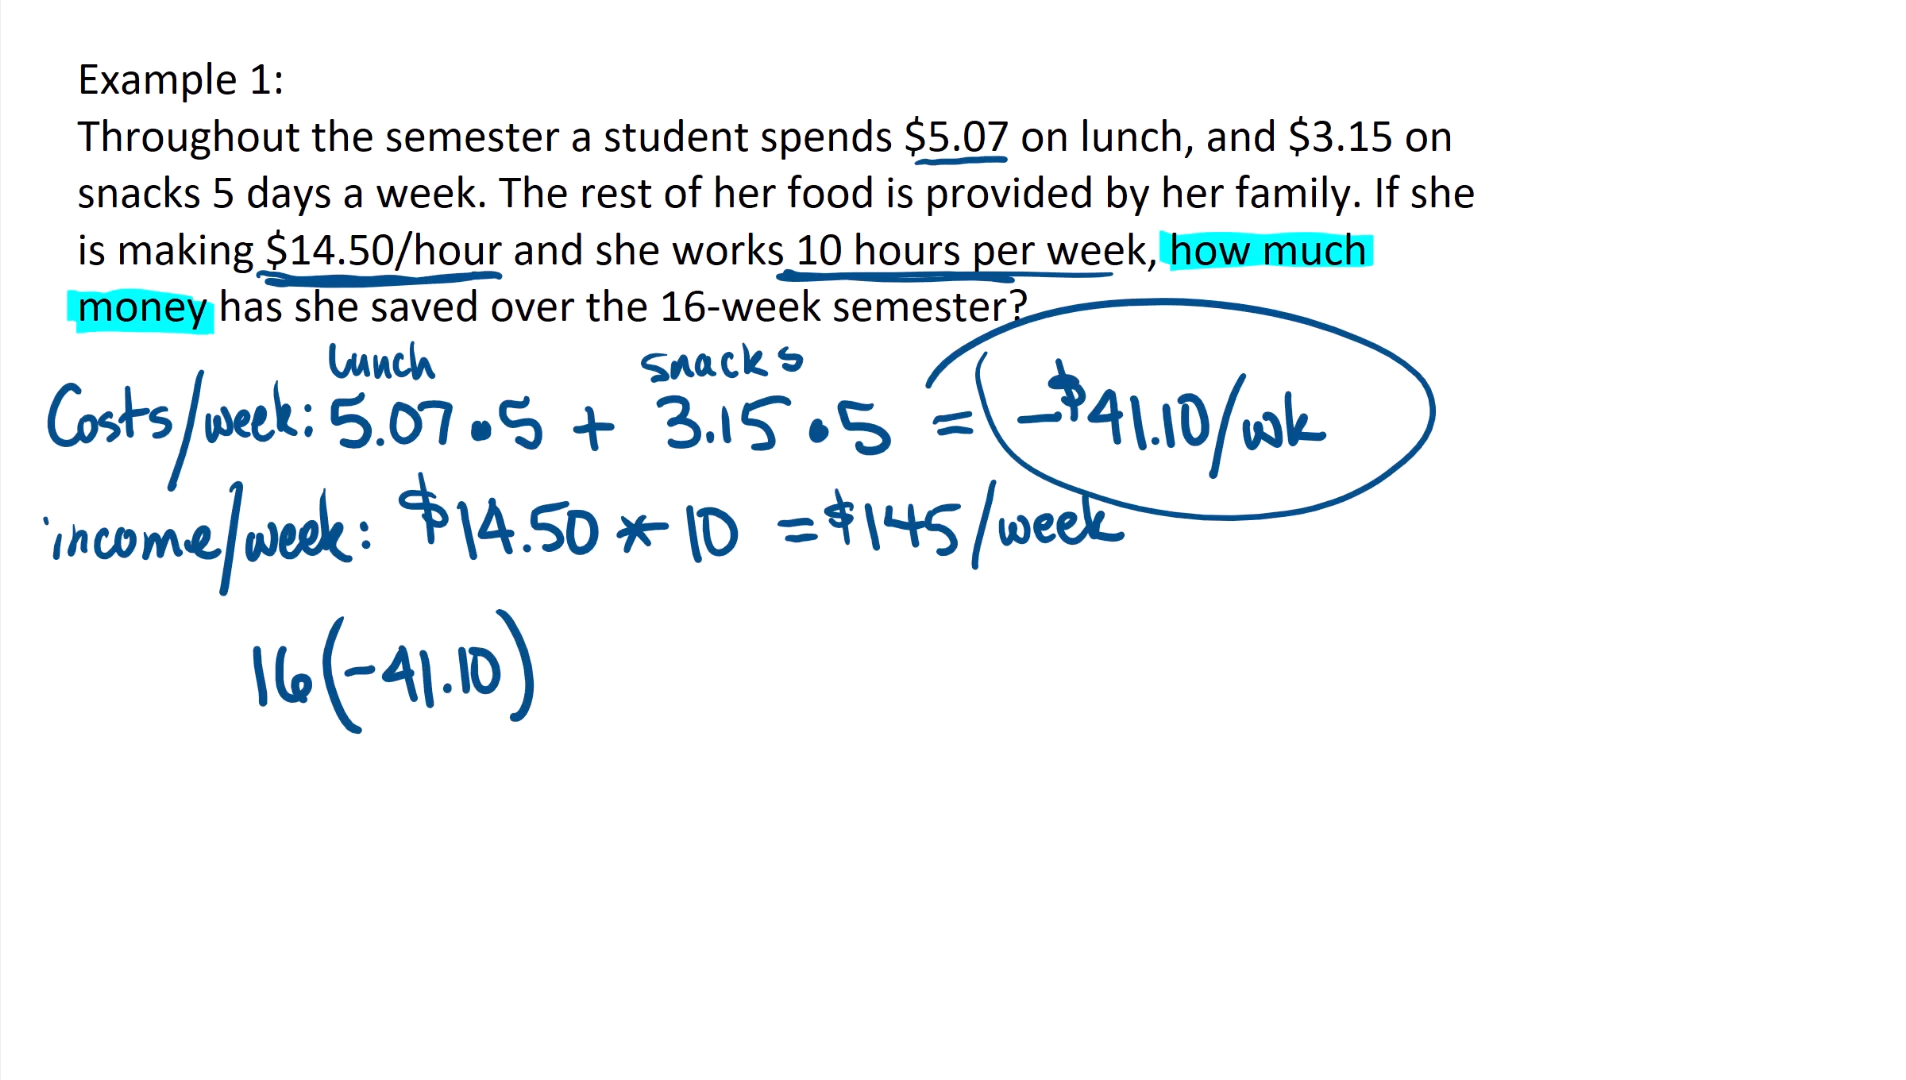 Example 1:
Throughout the semester a student spends $5.07 on lunch, and $3.15 on
snacks 5 days a week. The rest of her food is provided by her family. If she
is making $14.50/hour and she works 10 hours per week, how much
money has she saved over the 16-week semester?
lunch snacks
Costs/week: 5.07 • 5 + 3.15 • 5 = -$41.10/wk
income/week: $14.50 * 10 = $145/week
16(-41.10)